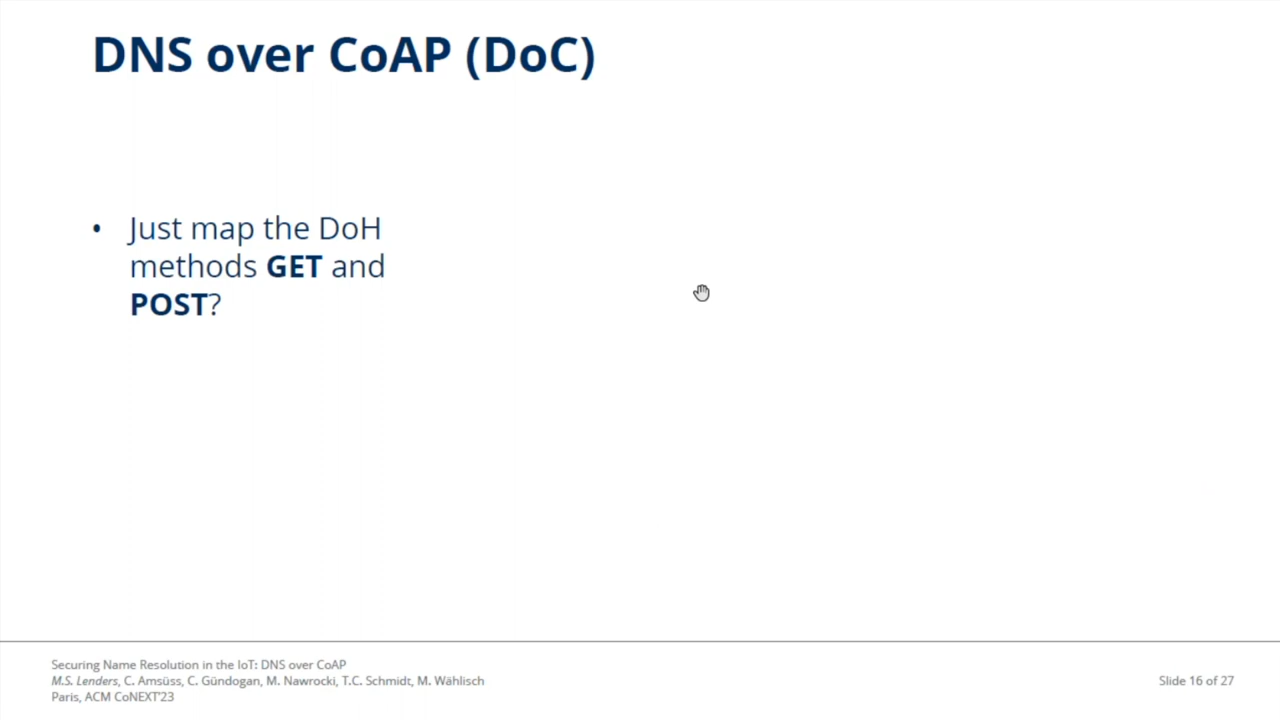 DNS over CoAP (DoC)
• Just map the DoH
methods GET and
POST?
Securing Name Resolution in the IoT: DNS over CoAP
M.S. Lenders, C. Amsüss, C. Gündogan, M. Nawrocki, T.C. Schmidt, M. Wählisch
Paris, ACM CoNEXT'23
Slide 16 of 27